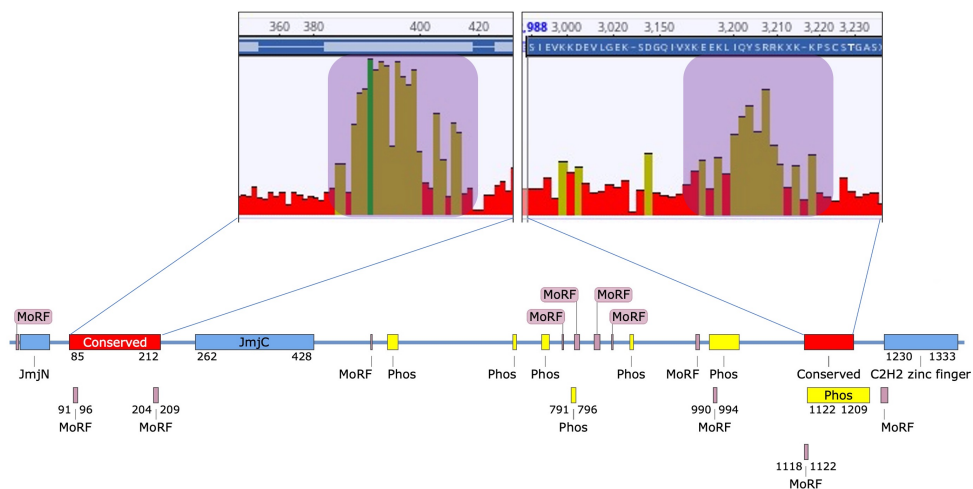 360 380 400 420
,988 3,000 3,020 3,150 3,200 3,210 3,220 3,230
S I EVKKDEVLGEK-SDGQIVXKEEKLIQYSRRKXK-KPSCSTGASX
MoRF MoRF
MoRF MoRF MoRF
Conserved JmjC
85 212 262 428 1230 1333
JmjN MoRF Phos Phos Phos Phos MoRF Phos Conserved C2H2 zinc finger
Phos
91 96 204 209 791 796 990 994 1122 1209
MoRF MoRF Phos MoRF MoRF
1118 1122
MoRF